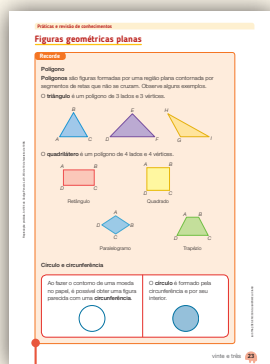 Práticas e revisão de conhecimentos
Figuras geométricas planas
Recorde
Polígono
Polígonos são figuras formadas por uma região plana contornada por
segmentos de retas que não se cruzam. Observe alguns exemplos.
O triângulo é um polígono de 3 lados e 3 vértices.
B E H
A C D F G I
O quadrilátero é um polígono de 4 lados e 4 vértices.
A B A B
D C D C
Retângulo Quadrado
A A B
D B
C D C
Paralelogramo Trapézio
Círculo e circunferência
Ao fazer o contorno de uma moeda
no papel, é possível obter uma figura
parecida com uma circunferência.
O círculo é formado pela
circunferência e por seu
interior.
vinte e três 23